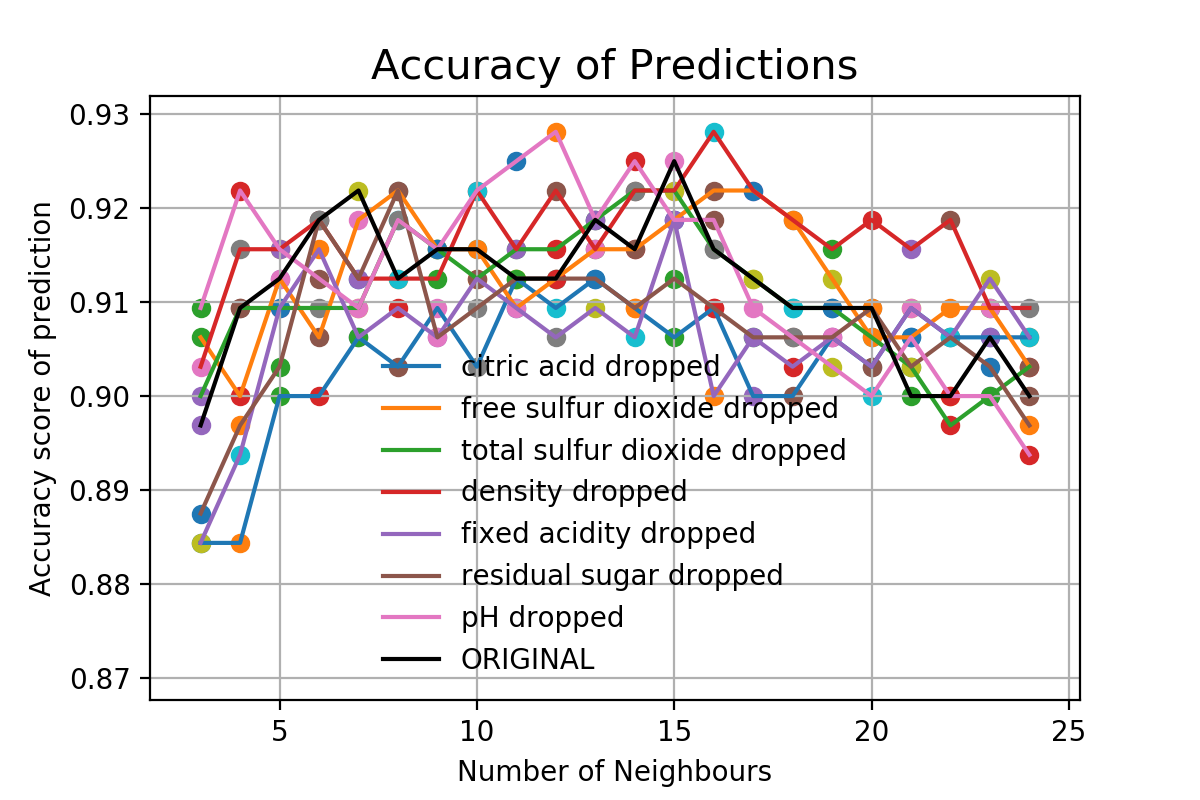 Accuracy of Predictions
Accuracy score of prediction
0.93
0.92
0.91
0.90
0.89
0.88
0.87
citric acid dropped
free sulfur dioxide dropped
total sulfur dioxide dropped
density dropped
fixed acidity dropped
residual sugar dropped
pH dropped
ORIGINAL
5 10 15 20 25
Number of Neighbours